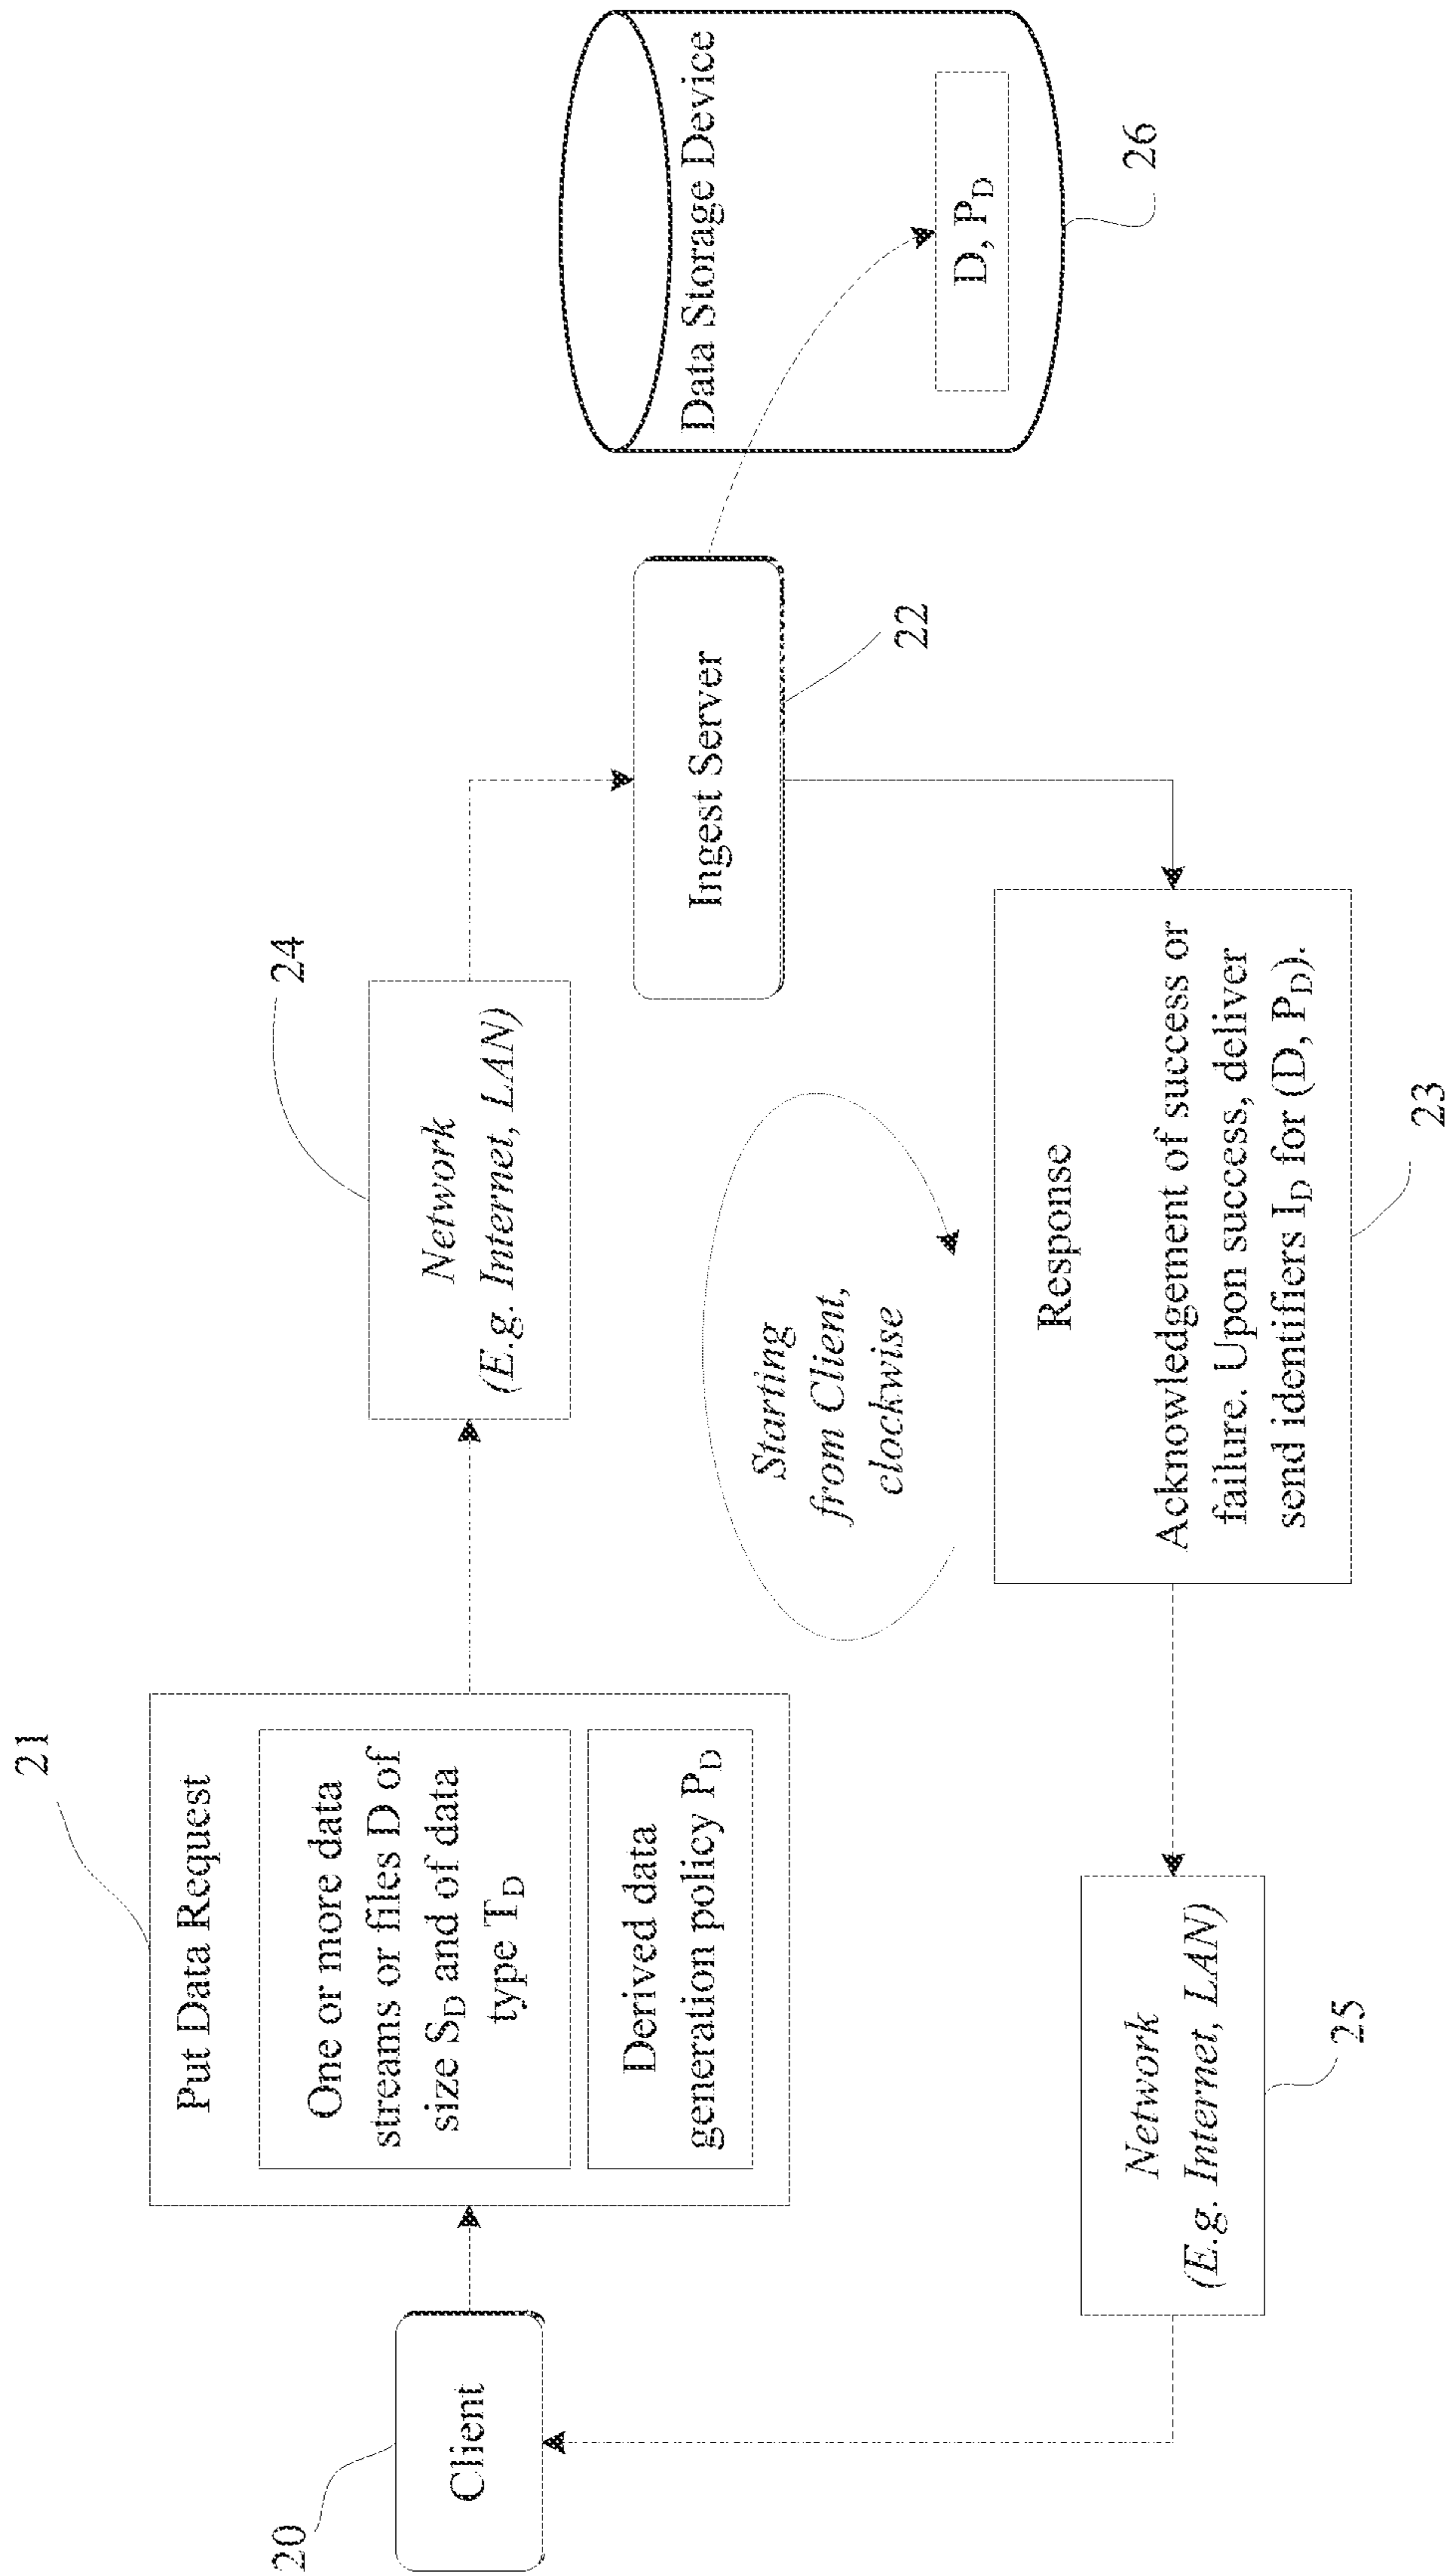 20
Client
21
Put Data Request
One or more data
streams or files D of
size S_D and of data
type T_D
Derived data
generation policy P_D
24
Network
(E.g. Internet, LAN)
Ingest Server
22
Data Storage Device
D, P_D
26
Starting
from Client,
clockwise
Response
Acknowledgement of success or
failure. Upon success, deliver
send identifiers I_D for (D, P_D).
23
Network
(E.g. Internet, LAN)
25